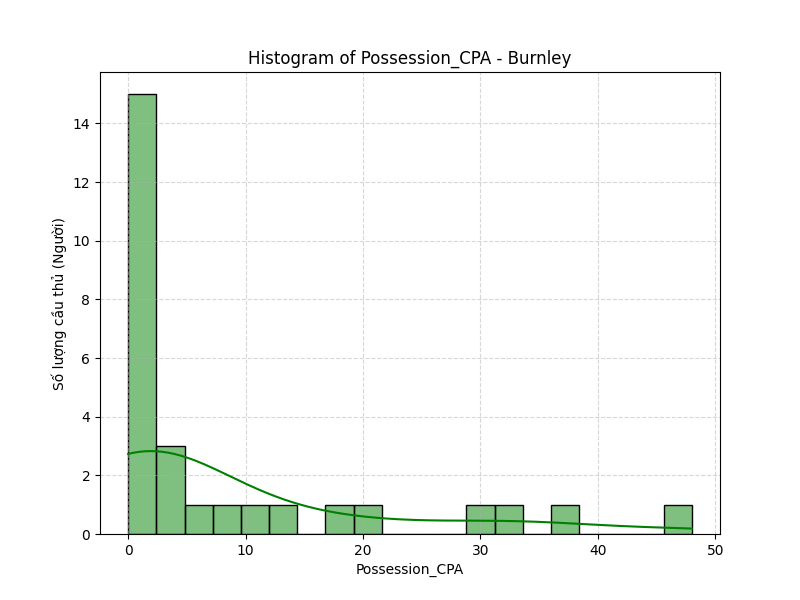 Histogram of Possession_CPA - Burnley
Số lượng cầu thủ (Người)
14
12
10
8
6
4
2
0
0 10 20 30 40 50
Possession_CPA